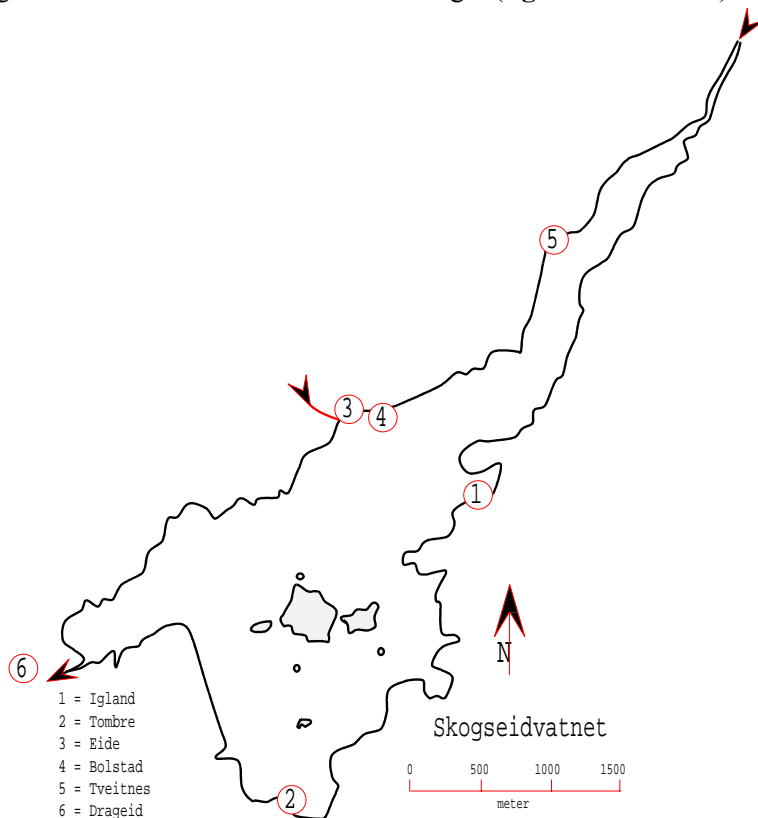 5
3
4
1
6
N
1 = Igland
2 = Tombre
3 = Eide
4 = Bolstad
5 = Tveitnes
6 = Drageid
2
Skogseidvatnet
0 500 1000 1500
meter